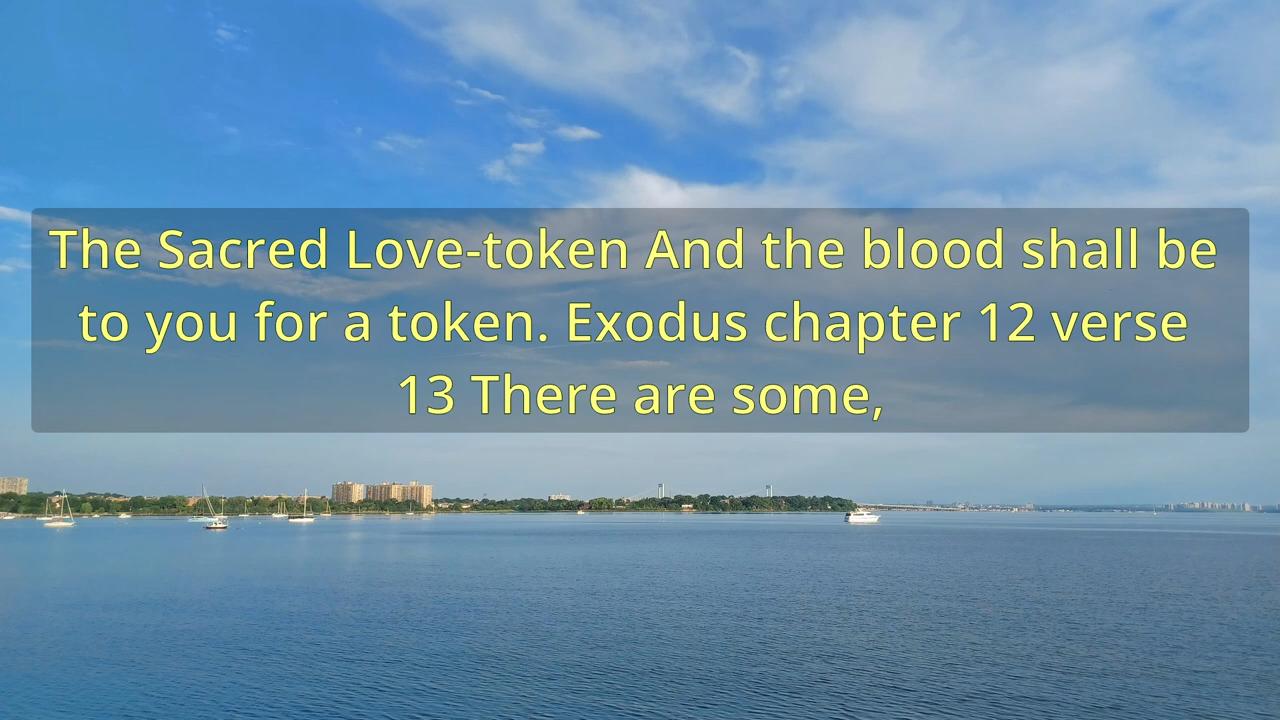 The Sacred Love-token And the blood shall be
to you for a token. Exodus chapter 12 verse
13 There are some,